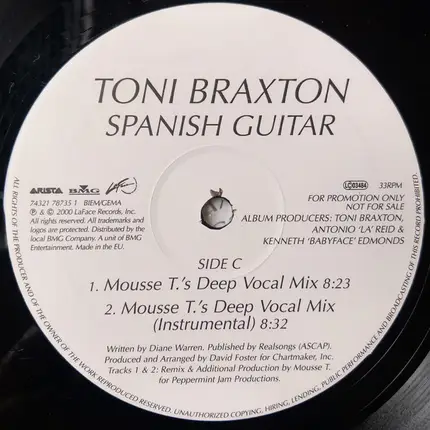 TONI BRAXTON
SPANISH GUITAR
ARISTA BMG LaFace
74321 78735 1 BIEM/GEMA
℗ & © 2000 LaFace Records, Inc.
All rights reserved. All trademarks and
logos are protected. Distributed by the
local BMG Company. A unit of BMG
Entertainment. Made in the EU.
LC 03484 33RPM
FOR PROMOTION ONLY
NOT FOR SALE
ALBUM PRODUCERS: TONI BRAXTON,
ANTONIO 'LA' REID &
KENNETH 'BABYFACE' EDMONDS
SIDE C
1. Mousse T.'s Deep Vocal Mix 8:23
2. Mousse T.'s Deep Vocal Mix
(Instrumental) 8:32
Written by Diane Warren. Published by Realsongs (ASCAP).
Produced and Arranged by David Foster for Chartmaker, Inc.
Tracks 1 & 2: Remix & Additional Production by Mousse T.
for Peppermint Jam Productions.
ALL RIGHTS OF THE PRODUCER AND OF THE OWNER OF THE WORK REPRODUCED RESERVED. UNAUTHORIZED COPYING, HIRING, LENDING, PUBLIC PERFORMANCE AND BROADCASTING OF THIS RECORD PROHIBITED.